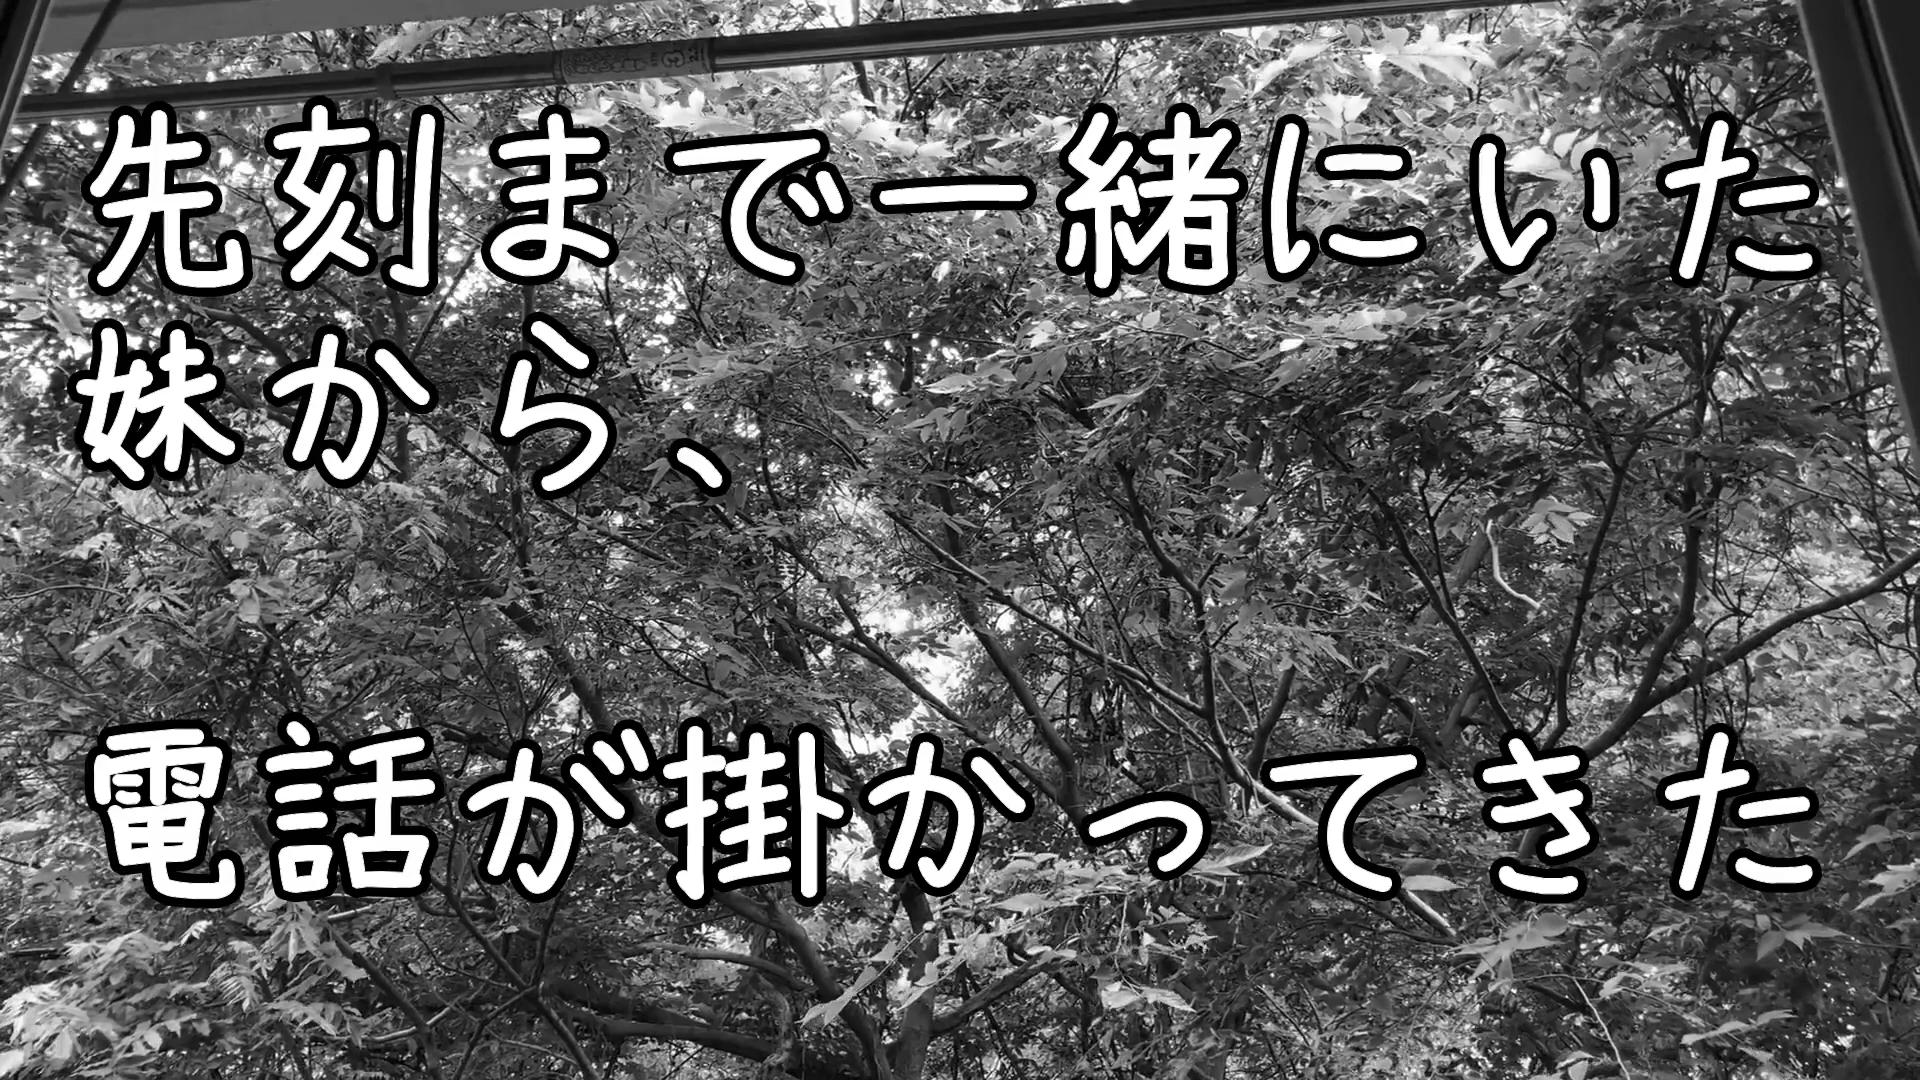 先刻まで一緒にいた
妹から、
電話が掛かってきた